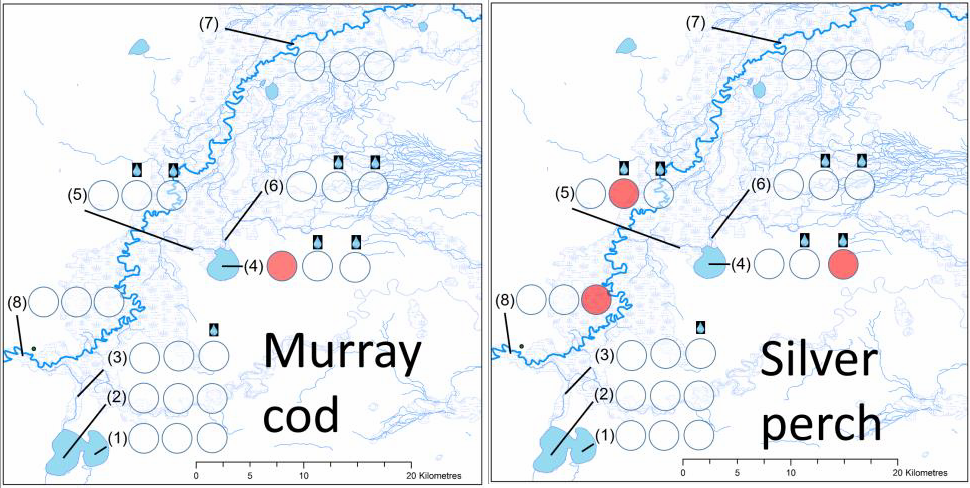 (7)
(5)
(6)
(4)
(8)
(3)
Murray
cod
(2)
(1)
0 5 10 20 Kilometres
(7)
(5)
(6)
(4)
(8)
(3)
Silver
perch
(2)
(1)
0 5 10 20 Kilometres